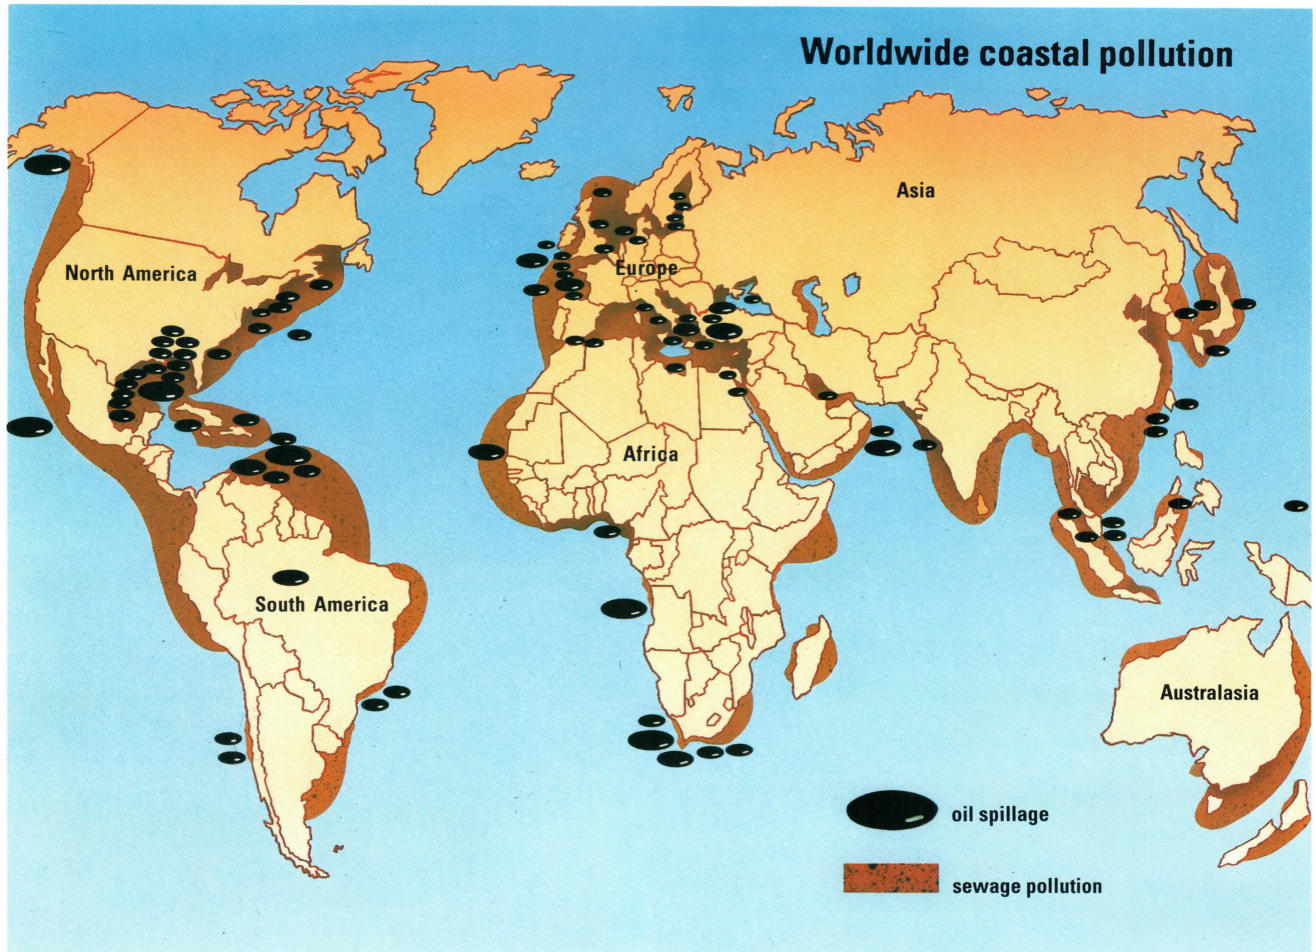 Worldwide coastal pollution
Asia
North America
Europe
Africa
South America
Australasia
oil spillage
sewage pollution